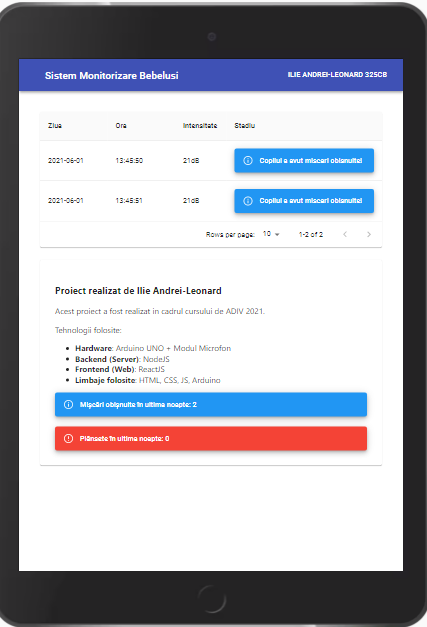 Sistem Monitorizare Bebelusi
ILIE ANDREI-LEONARD 325CB
Ziua Ora Intensitate Stadiu
2021-06-01 13:45:50 21dB Copilul a avut miscari obisnuite!
2021-06-01 13:45:51 21dB Copilul a avut miscari obisnuite!
Rows per page: 10 1-2 of 2
Proiect realizat de Ilie Andrei-Leonard
Acest proiect a fost realizat in cadrul cursului de ADIV 2021.
Tehnologii folosite:
Hardware: Arduino UNO + Modul Microfon
Backend (Server): NodeJS
Frontend (Web): ReactJS
Limbaje folosite: HTML, CSS, JS, Arduino
Mișcări obișnuite în ultima noapte: 2
Plânsete în ultima noapte: 0